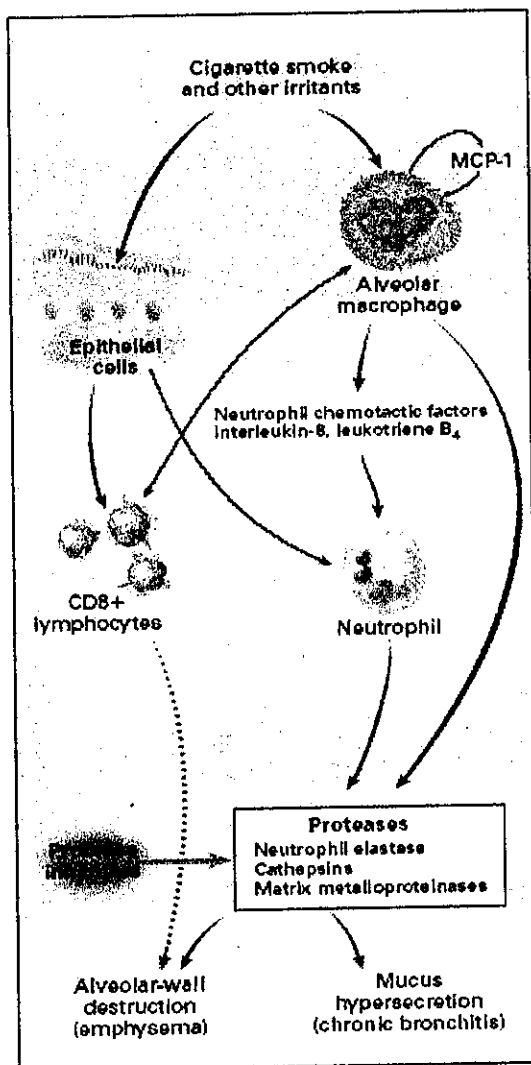 Cigarette smoke
and other irritants
MCP-1
Alveolar
macrophage
Epithelial
cells
Neutrophil chemotactic factors
interleukin-8, leukotriene B₄
CD8+
lymphocytes
Neutrophil
Proteases
Neutrophil elastase
Cathepsins
Matrix metalloproteinases
Alveolar-wall
destruction
(emphysema)
Mucus
hypersecretion
(chronic bronchitis)